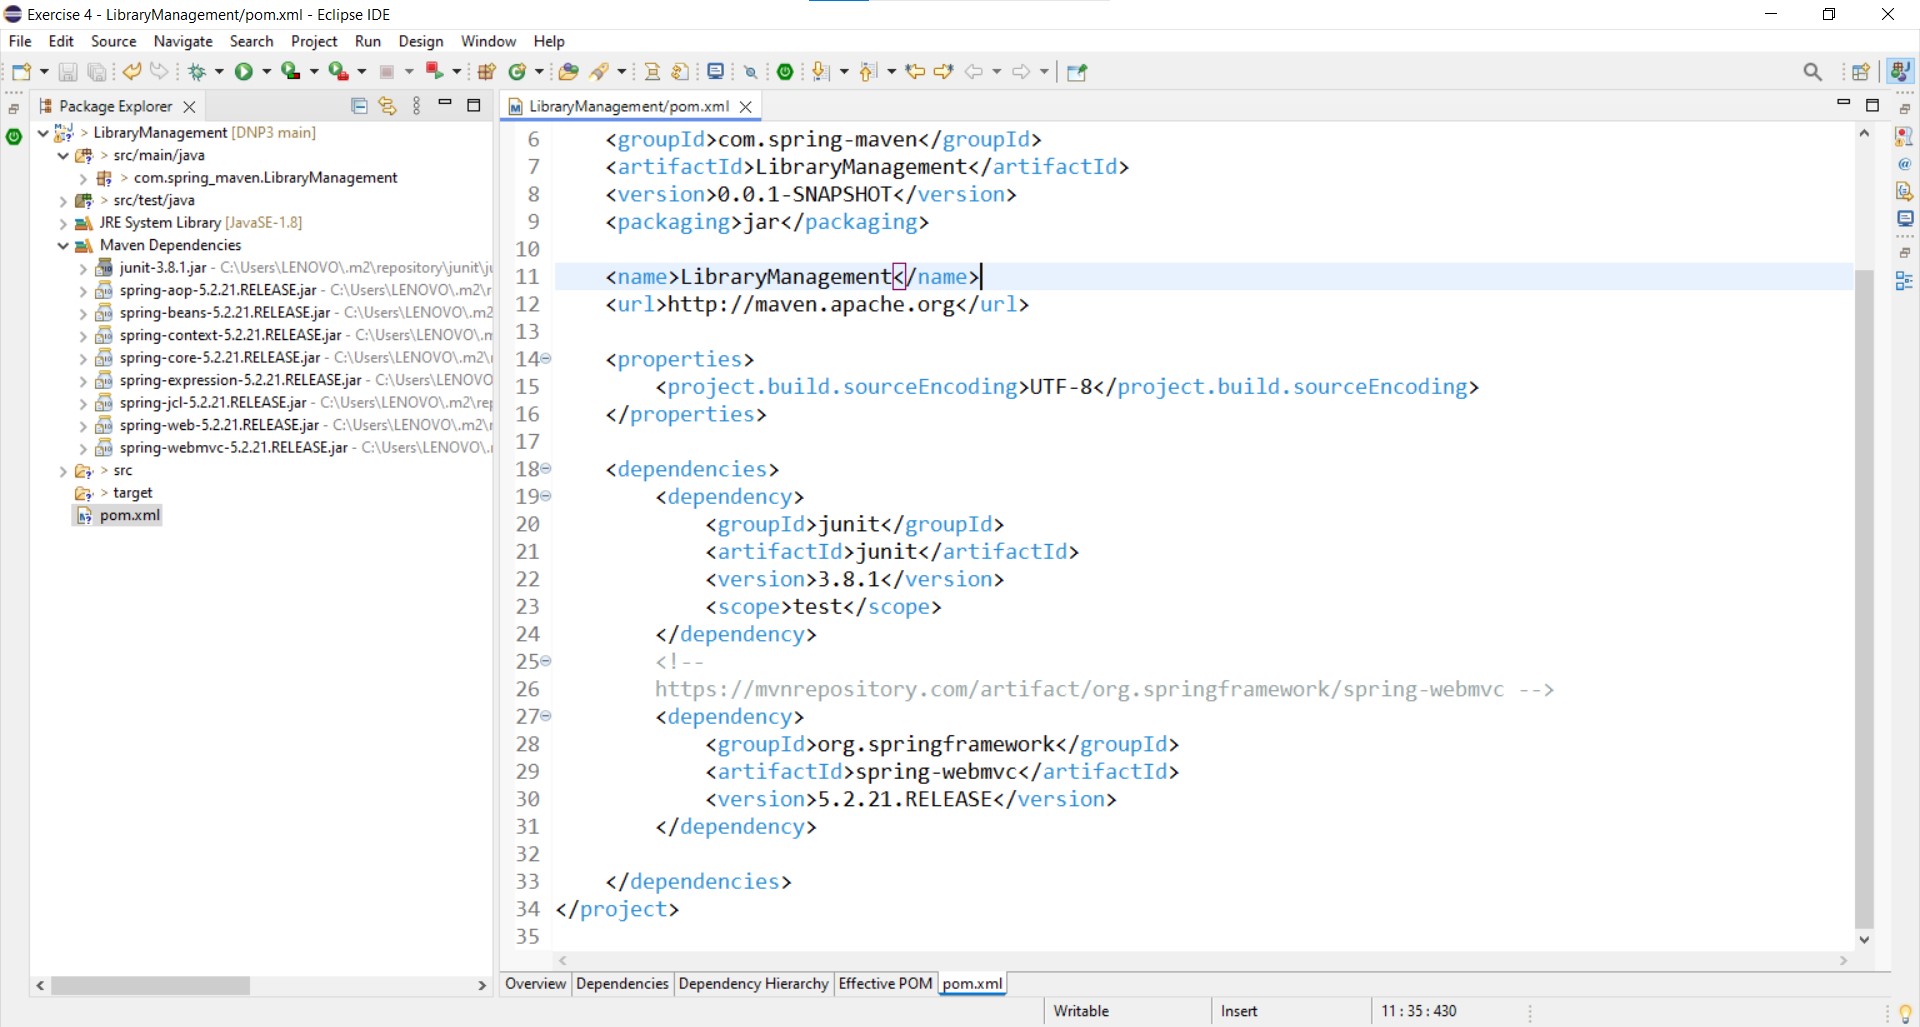 Exercise 4 - LibraryManagement/pom.xml - Eclipse IDE
File Edit Source Navigate Search Project Run Design Window Help
Package Explorer
LibraryManagement/pom.xml
> LibraryManagement [DNP3 main]
> src/main/java
> com.spring_maven.LibraryManagement
> src/test/java
JRE System Library [JavaSE-1.8]
Maven Dependencies
junit-3.8.1.jar - C:\Users\LENOVO\.m2\repository\junit\ju
spring-aop-5.2.21.RELEASE.jar - C:\Users\LENOVO\.m2\r
spring-beans-5.2.21.RELEASE.jar - C:\Users\LENOVO\.m2
spring-context-5.2.21.RELEASE.jar - C:\Users\LENOVO\.m
spring-core-5.2.21.RELEASE.jar - C:\Users\LENOVO\.m2\
spring-expression-5.2.21.RELEASE.jar - C:\Users\LENOVO
spring-jcl-5.2.21.RELEASE.jar - C:\Users\LENOVO\.m2\rep
spring-web-5.2.21.RELEASE.jar - C:\Users\LENOVO\.m2\
spring-webmvc-5.2.21.RELEASE.jar - C:\Users\LENOVO\.
> src
> target
pom.xml
6 <groupId>com.spring-maven</groupId>
7 <artifactId>LibraryManagement</artifactId>
8 <version>0.0.1-SNAPSHOT</version>
9 <packaging>jar</packaging>
10
11 <name>LibraryManagement</name>
12 <url>http://maven.apache.org</url>
13
14 <properties>
15 <project.build.sourceEncoding>UTF-8</project.build.sourceEncoding>
16 </properties>
17
18 <dependencies>
19 <dependency>
20 <groupId>junit</groupId>
21 <artifactId>junit</artifactId>
22 <version>3.8.1</version>
23 <scope>test</scope>
24 </dependency>
25 <!--
26 https://mvnrepository.com/artifact/org.springframework/spring-webmvc -->
27 <dependency>
28 <groupId>org.springframework</groupId>
29 <artifactId>spring-webmvc</artifactId>
30 <version>5.2.21.RELEASE</version>
31 </dependency>
32
33 </dependencies>
34 </project>
35
Overview Dependencies Dependency Hierarchy Effective POM pom.xml
Writable Insert 11 : 35 : 430